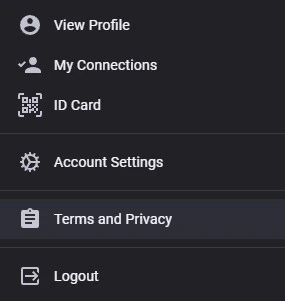 View Profile
My Connections
ID Card
Account Settings
Terms and Privacy
Logout